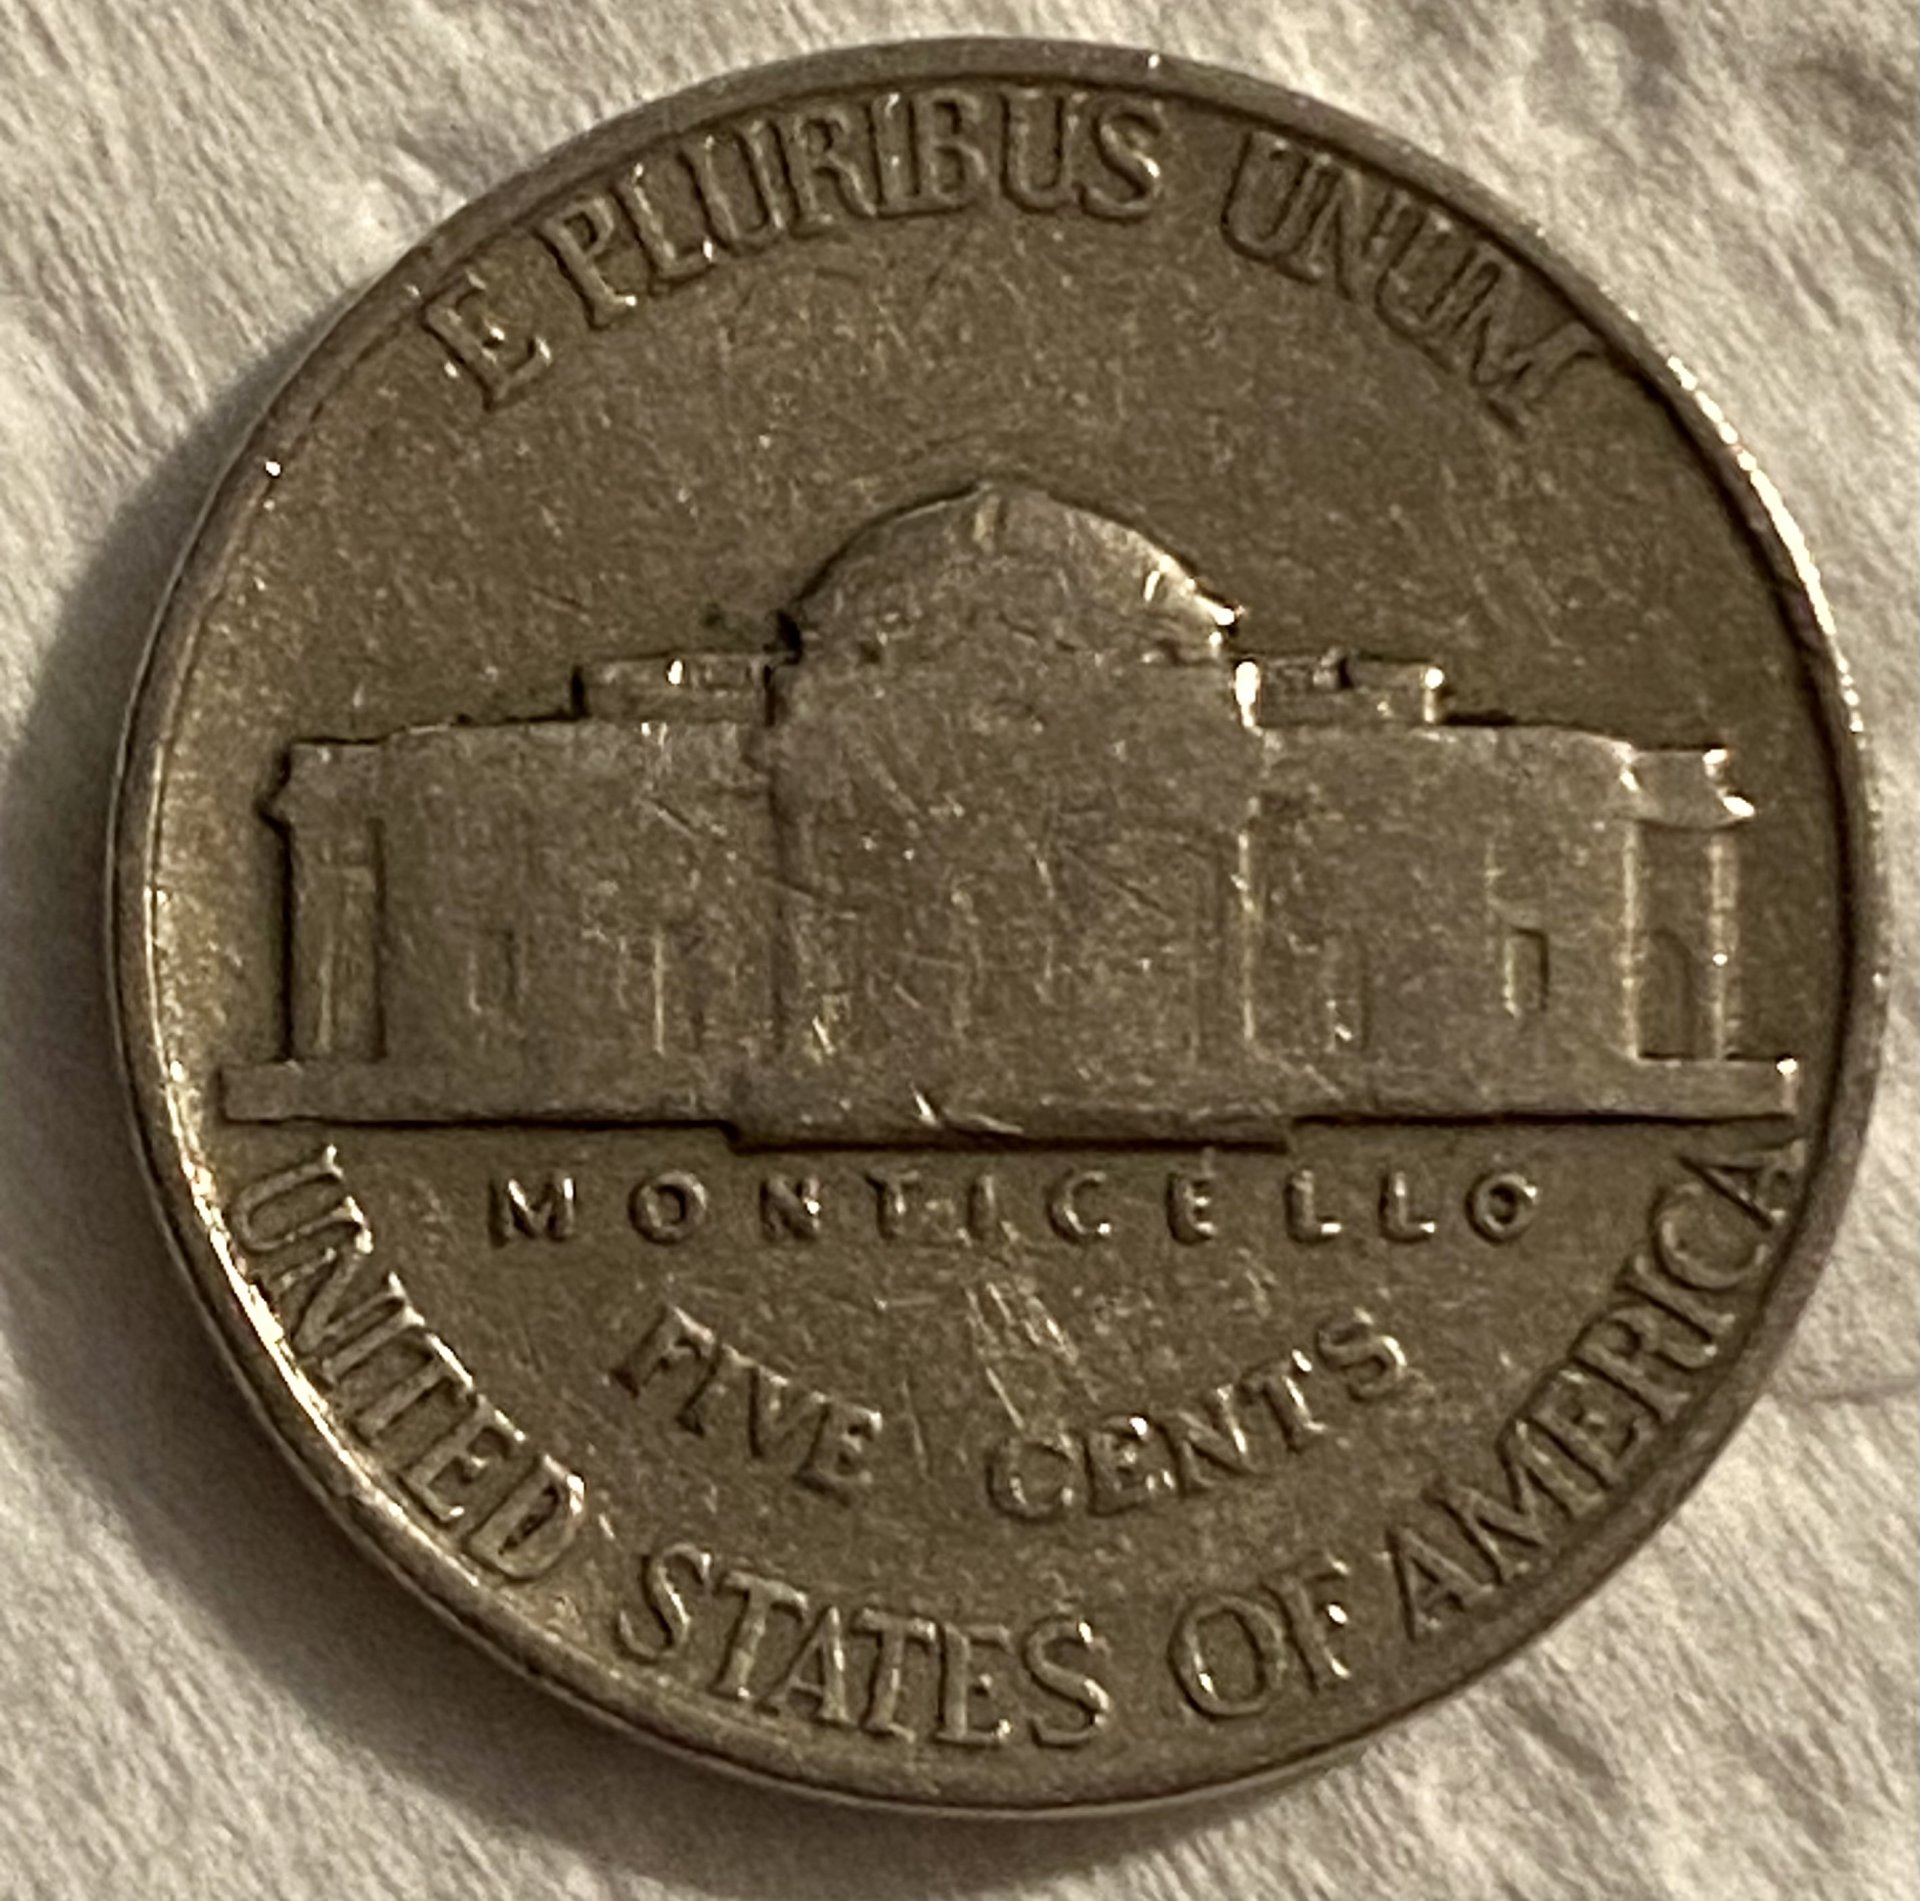 E PLURIBUS UNUM
MONTICELLO
FIVE CENTS
UNITED STATES OF AMERICA